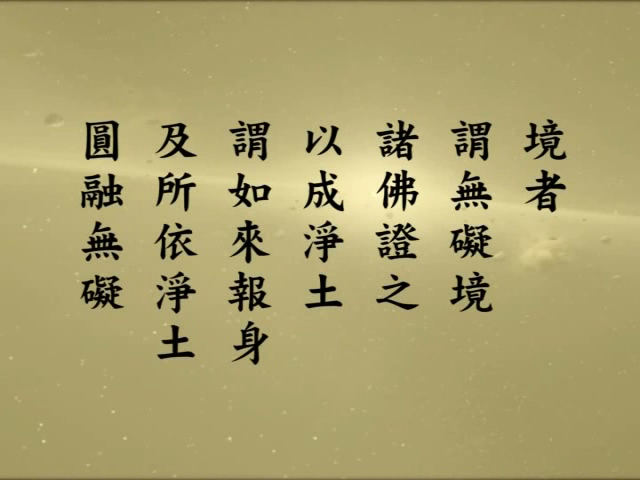 境者
謂無礙境
諸佛證之
以成淨土
謂如來報身
及所依淨土
圓融無礙